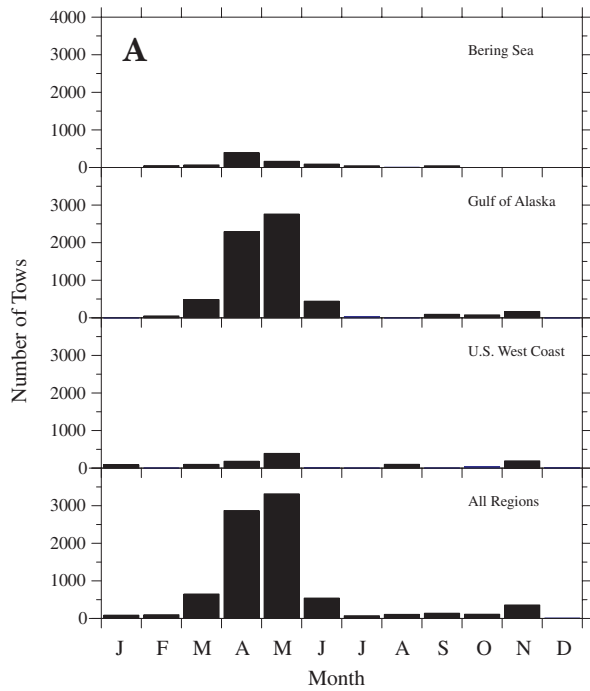 4000
A
Bering Sea
3000
2000
1000
0
Gulf of Alaska
3000
2000
1000
0
U.S. West Coast
3000
2000
1000
0
All Regions
3000
2000
1000
0
Number of Tows
J F M A M J J A S O N D
Month